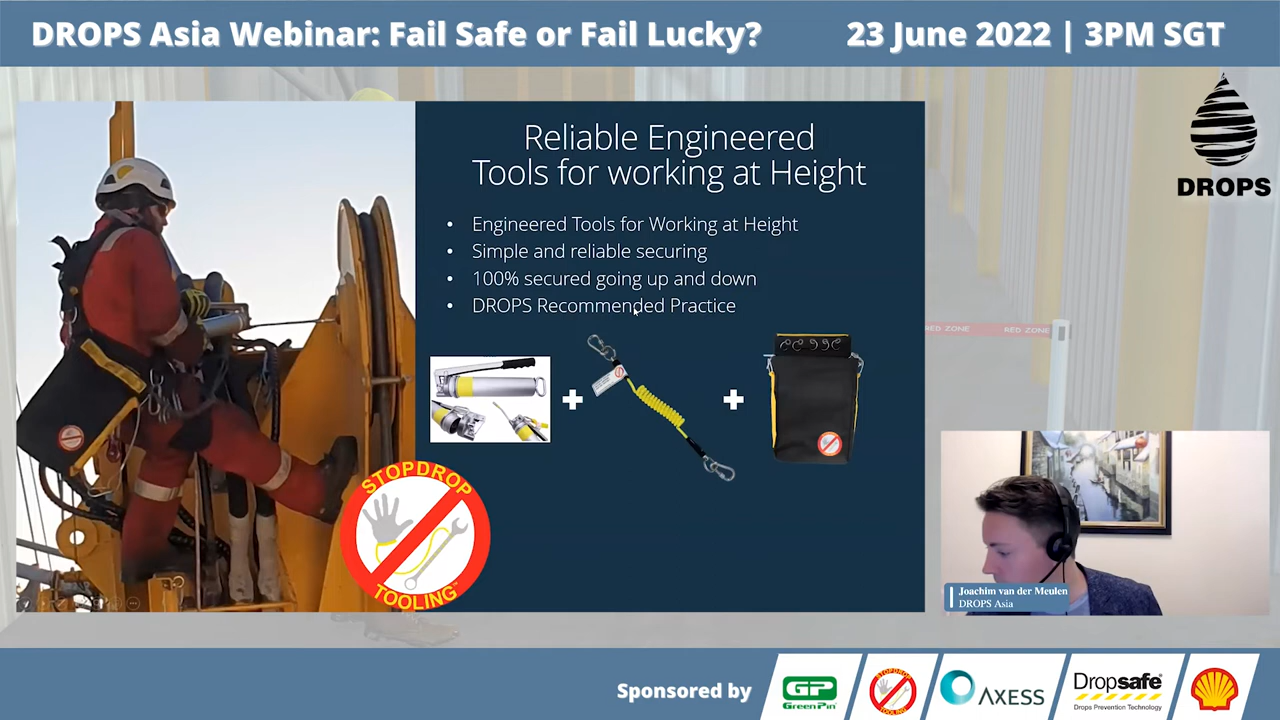 DROPS Asia Webinar: Fail Safe or Fail Lucky?
23 June 2022 | 3PM SGT
DROPS
Reliable Engineered
Tools for working at Height
• Engineered Tools for Working at Height
• Simple and reliable securing
• 100% secured going up and down
• DROPS Recommended Practice
RED ZONE
RED ZONE
STOPDROP
TOOLING™
Joachim van der Meulen
DROPS Asia
Sponsored by
GP
GreenPin
STOPDROP
TOOLING
AXESS
Dropsafe
Drops Prevention Technology